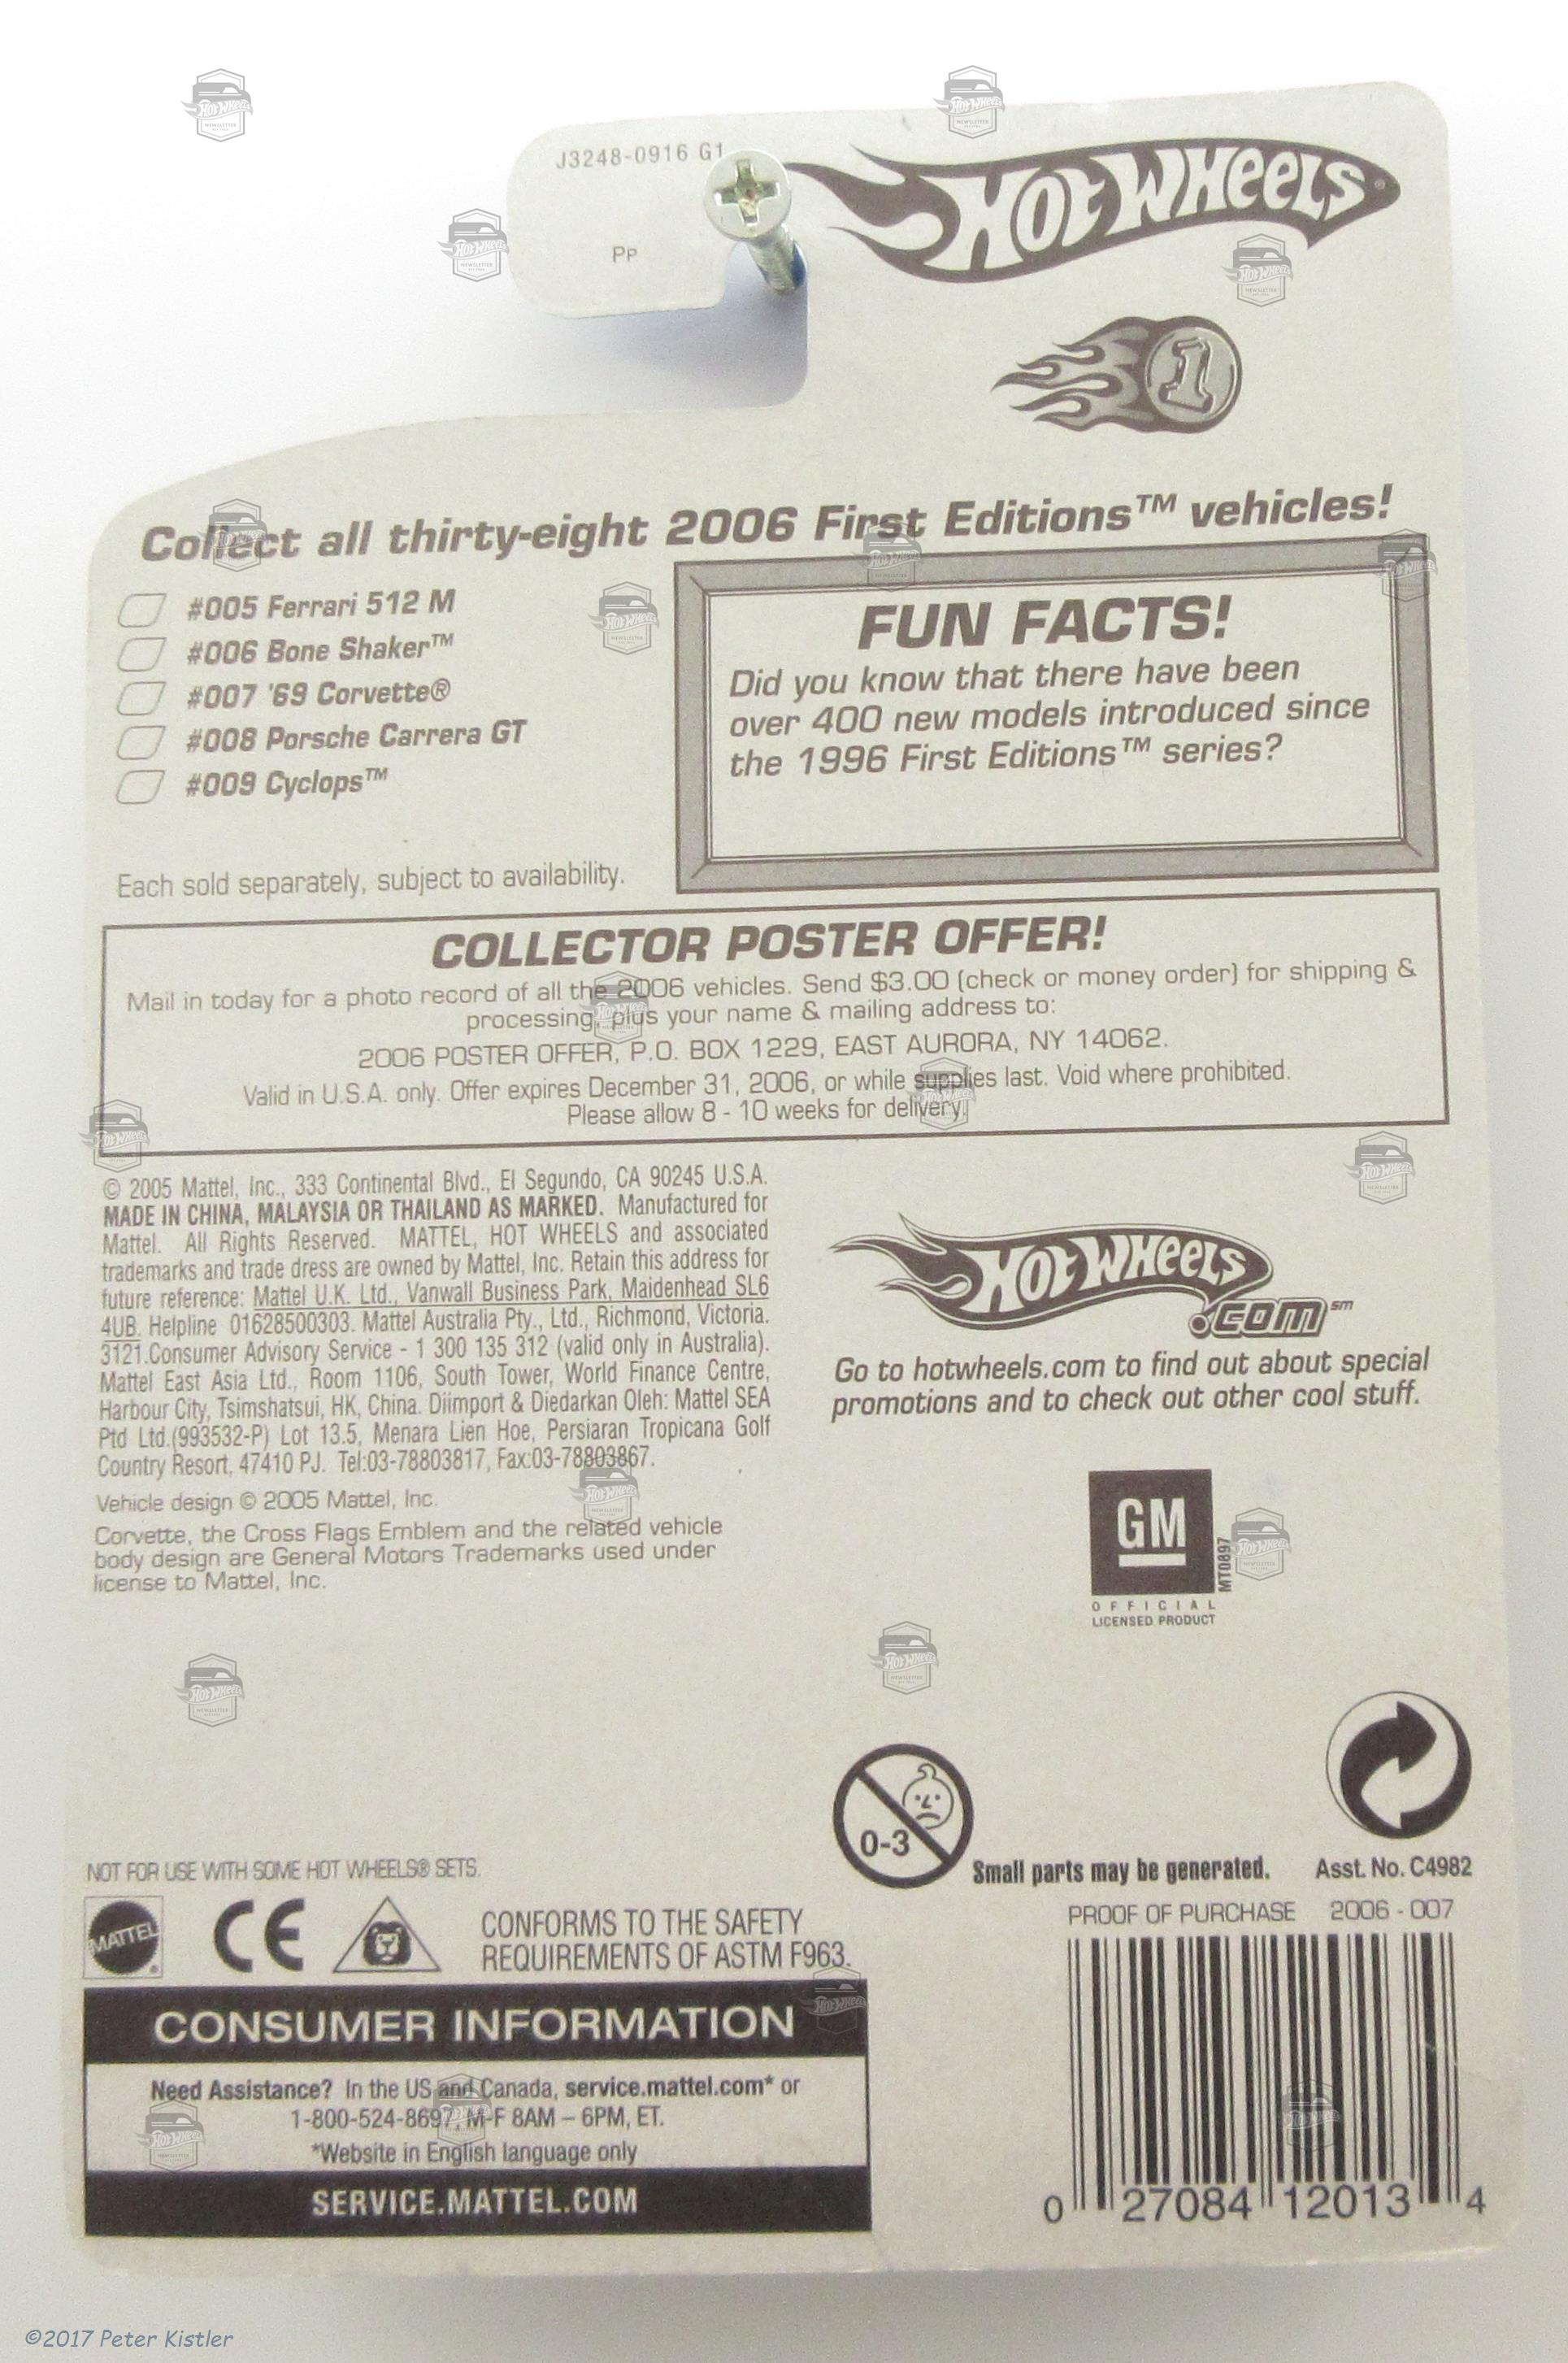 J3248-0916 G1
PP
HOT WHEELS
1
Collect all thirty-eight 2006 First Editions™ vehicles!
#005 Ferrari 512 M
#006 Bone Shaker™
#007 '69 Corvette®
#008 Porsche Carrera GT
#009 Cyclops™
Each sold separately, subject to availability.
FUN FACTS!
Did you know that there have been
over 400 new models introduced since
the 1996 First Editions™ series?
COLLECTOR POSTER OFFER!
Mail in today for a photo record of all the 2006 vehicles. Send $3.00 (check or money order) for shipping &
processing, plus your name & mailing address to:
2006 POSTER OFFER, P.O. BOX 1229, EAST AURORA, NY 14062.
Valid in U.S.A. only. Offer expires December 31, 2006, or while supplies last. Void where prohibited.
Please allow 8 - 10 weeks for delivery.
© 2005 Mattel, Inc., 333 Continental Blvd., El Segundo, CA 90245 U.S.A.
MADE IN CHINA, MALAYSIA OR THAILAND AS MARKED. Manufactured for
Mattel. All Rights Reserved. MATTEL, HOT WHEELS and associated
trademarks and trade dress are owned by Mattel, Inc. Retain this address for
future reference: Mattel U.K. Ltd., Vanwall Business Park, Maidenhead SL6
4UB. Helpline 01628500303. Mattel Australia Pty., Ltd., Richmond, Victoria.
3121.Consumer Advisory Service - 1 300 135 312 (valid only in Australia).
Mattel East Asia Ltd., Room 1106, South Tower, World Finance Centre,
Harbour City, Tsimshatsui, HK, China. Diimport & Diedarkan Oleh: Mattel SEA
Ptd Ltd.(993532-P) Lot 13.5, Menara Lien Hoe, Persiaran Tropicana Golf
Country Resort, 47410 PJ. Tel:03-78803817, Fax:03-78803867.
Vehicle design © 2005 Mattel, Inc.
Corvette, the Cross Flags Emblem and the related vehicle
body design are General Motors Trademarks used under
license to Mattel, Inc.
HOT WHEELS
.COM℠
Go to hotwheels.com to find out about special
promotions and to check out other cool stuff.
GM
MT0897
OFFICIAL
LICENSED PRODUCT
0-3
Small parts may be generated.
Asst. No. C4982
NOT FOR USE WITH SOME HOT WHEELS® SETS.
MATTEL
CE
CONFORMS TO THE SAFETY
REQUIREMENTS OF ASTM F963.
PROOF OF PURCHASE 2006 - 007
0 27084 12013 4
CONSUMER INFORMATION
Need Assistance? In the US and Canada, service.mattel.com* or
1-800-524-8697, M-F 8AM – 6PM, ET.
*Website in English language only
SERVICE.MATTEL.COM
©2017 Peter Kistler